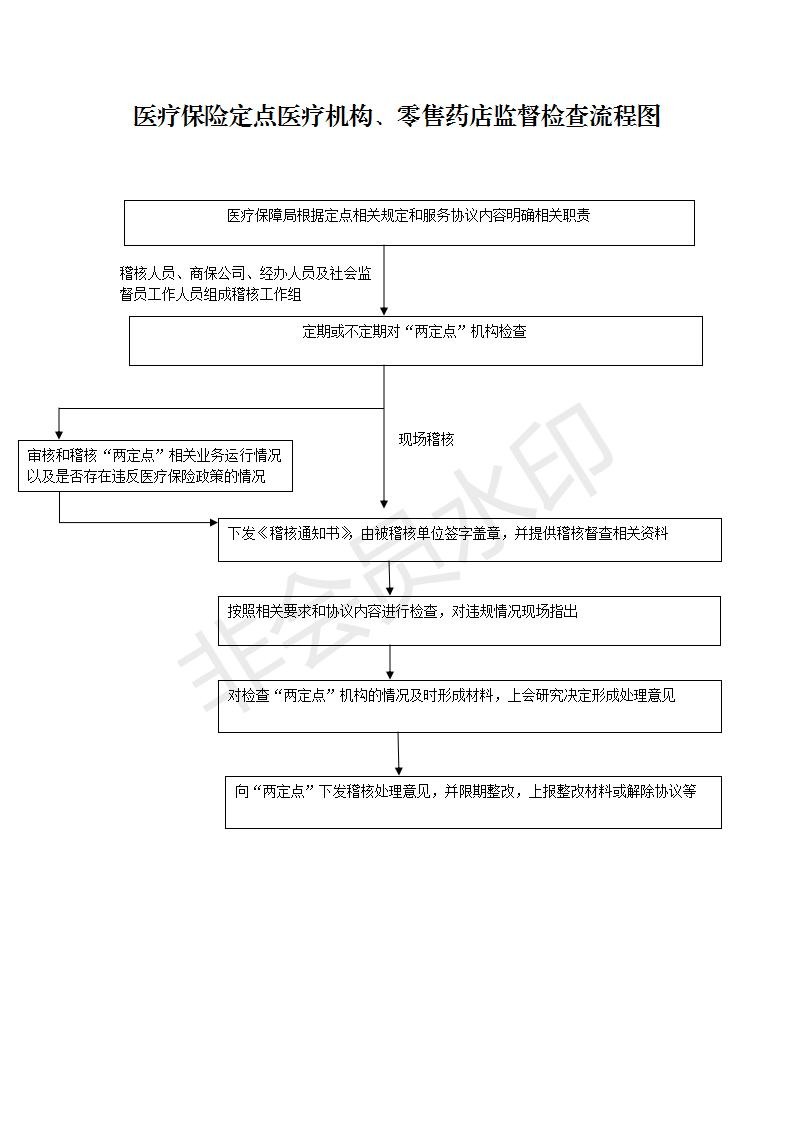 医疗保险定点医疗机构、零售药店监督检查流程图
医疗保障局根据定点相关规定和服务协议内容明确相关职责
稽核人员、商保公司、经办人员及社会监
督员工作人员组成稽核工作组
定期或不定期对“两定点”机构检查
现场稽核
审核和稽核“两定点”相关业务运行情况
以及是否存在违反医疗保险政策的情况
下发《稽核通知书》，由被稽核单位签字盖章，并提供稽核督查相关资料
按照相关要求和协议内容进行检查，对违规情况现场指出
对检查“两定点”机构的情况及时形成材料，上会研究决定形成处理意见
向“两定点”下发稽核处理意见，并限期整改，上报整改材料或解除协议等
非会员水印